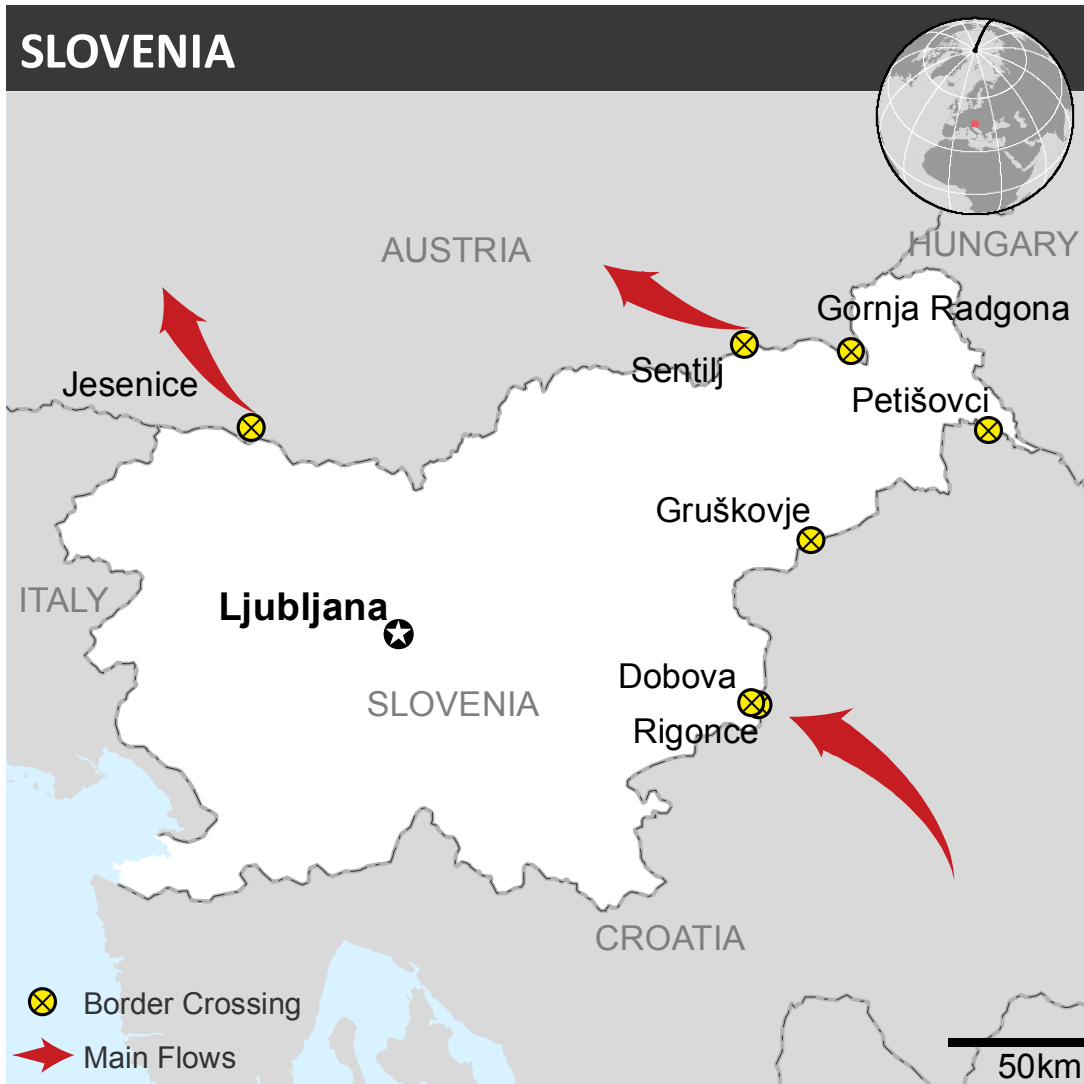 SLOVENIA
AUSTRIA
HUNGARY
Gornja Radgona
Sentilj
Jesenice
Petišovci
Gruškovje
ITALY
Ljubljana
Dobova
SLOVENIA
Rigonce
CROATIA
Border Crossing
Main Flows
50km